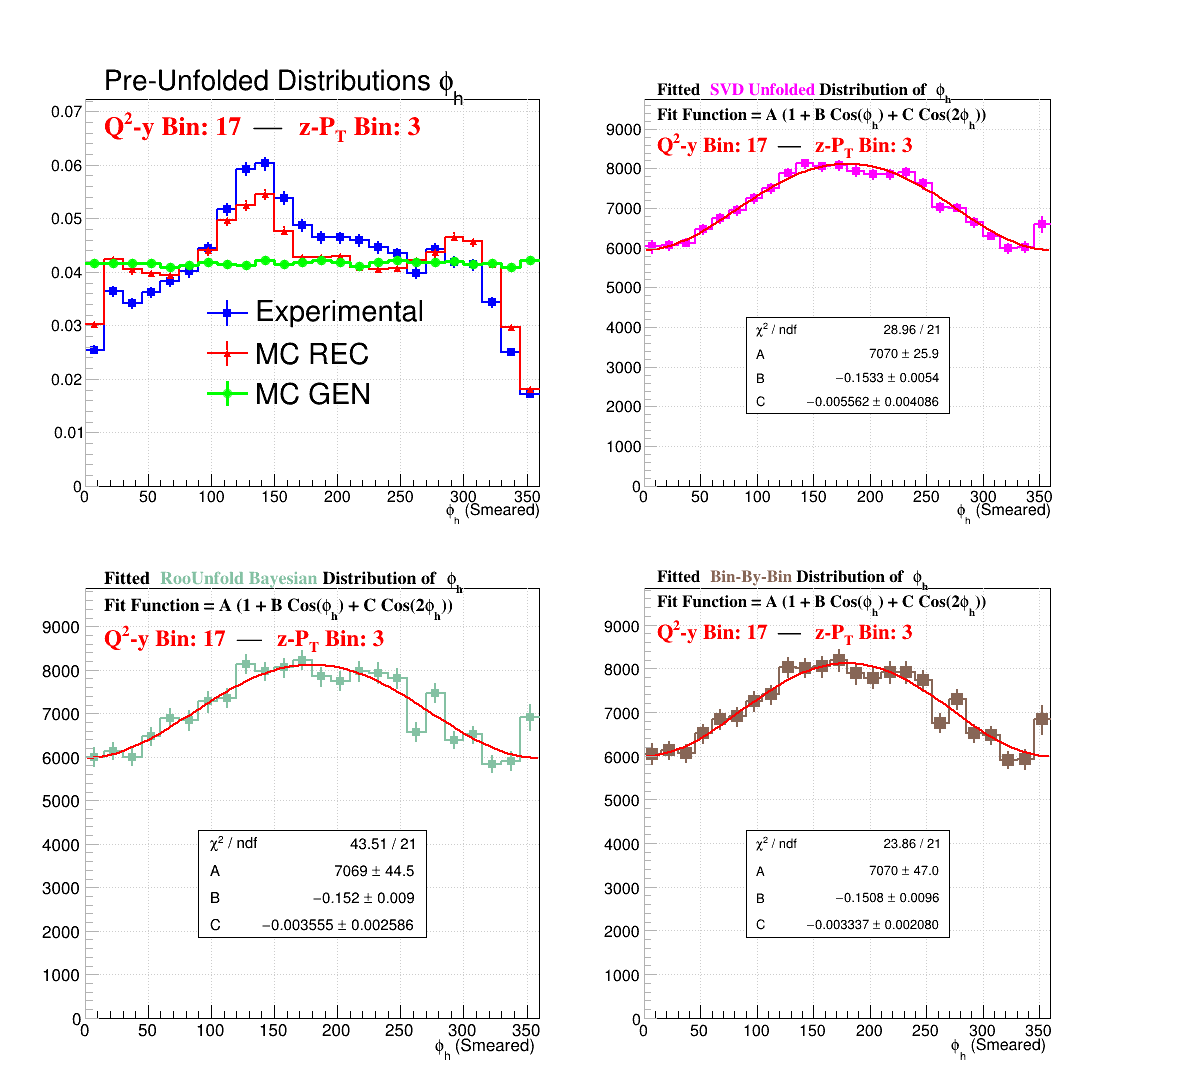 Pre-Unfolded Distributions ϕh
Q²-y Bin: 17 — z-PT Bin: 3
0.07
0.06
0.05
0.04
0.03
0.02
0.01
0
Experimental
MC REC
MC GEN
0 50 100 150 200 250 300 350
ϕh (Smeared)
Fitted SVD Unfolded Distribution of ϕh
Fit Function = A (1 + B Cos(ϕh) + C Cos(2ϕh))
Q²-y Bin: 17 — z-PT Bin: 3
9000
8000
7000
6000
5000
4000
3000
2000
1000
0
χ² / ndf 28.96 / 21
A 7070 ± 25.9
B −0.1533 ± 0.0054
C −0.005562 ± 0.004086
0 50 100 150 200 250 300 350
ϕh (Smeared)
Fitted RooUnfold Bayesian Distribution of ϕh
Fit Function = A (1 + B Cos(ϕh) + C Cos(2ϕh))
Q²-y Bin: 17 — z-PT Bin: 3
9000
8000
7000
6000
5000
4000
3000
2000
1000
0
χ² / ndf 43.51 / 21
A 7069 ± 44.5
B −0.152 ± 0.009
C −0.003555 ± 0.002586
0 50 100 150 200 250 300 350
ϕh (Smeared)
Fitted Bin-By-Bin Distribution of ϕh
Fit Function = A (1 + B Cos(ϕh) + C Cos(2ϕh))
Q²-y Bin: 17 — z-PT Bin: 3
9000
8000
7000
6000
5000
4000
3000
2000
1000
0
χ² / ndf 23.86 / 21
A 7070 ± 47.0
B −0.1508 ± 0.0096
C −0.003337 ± 0.002080
0 50 100 150 200 250 300 350
ϕh (Smeared)